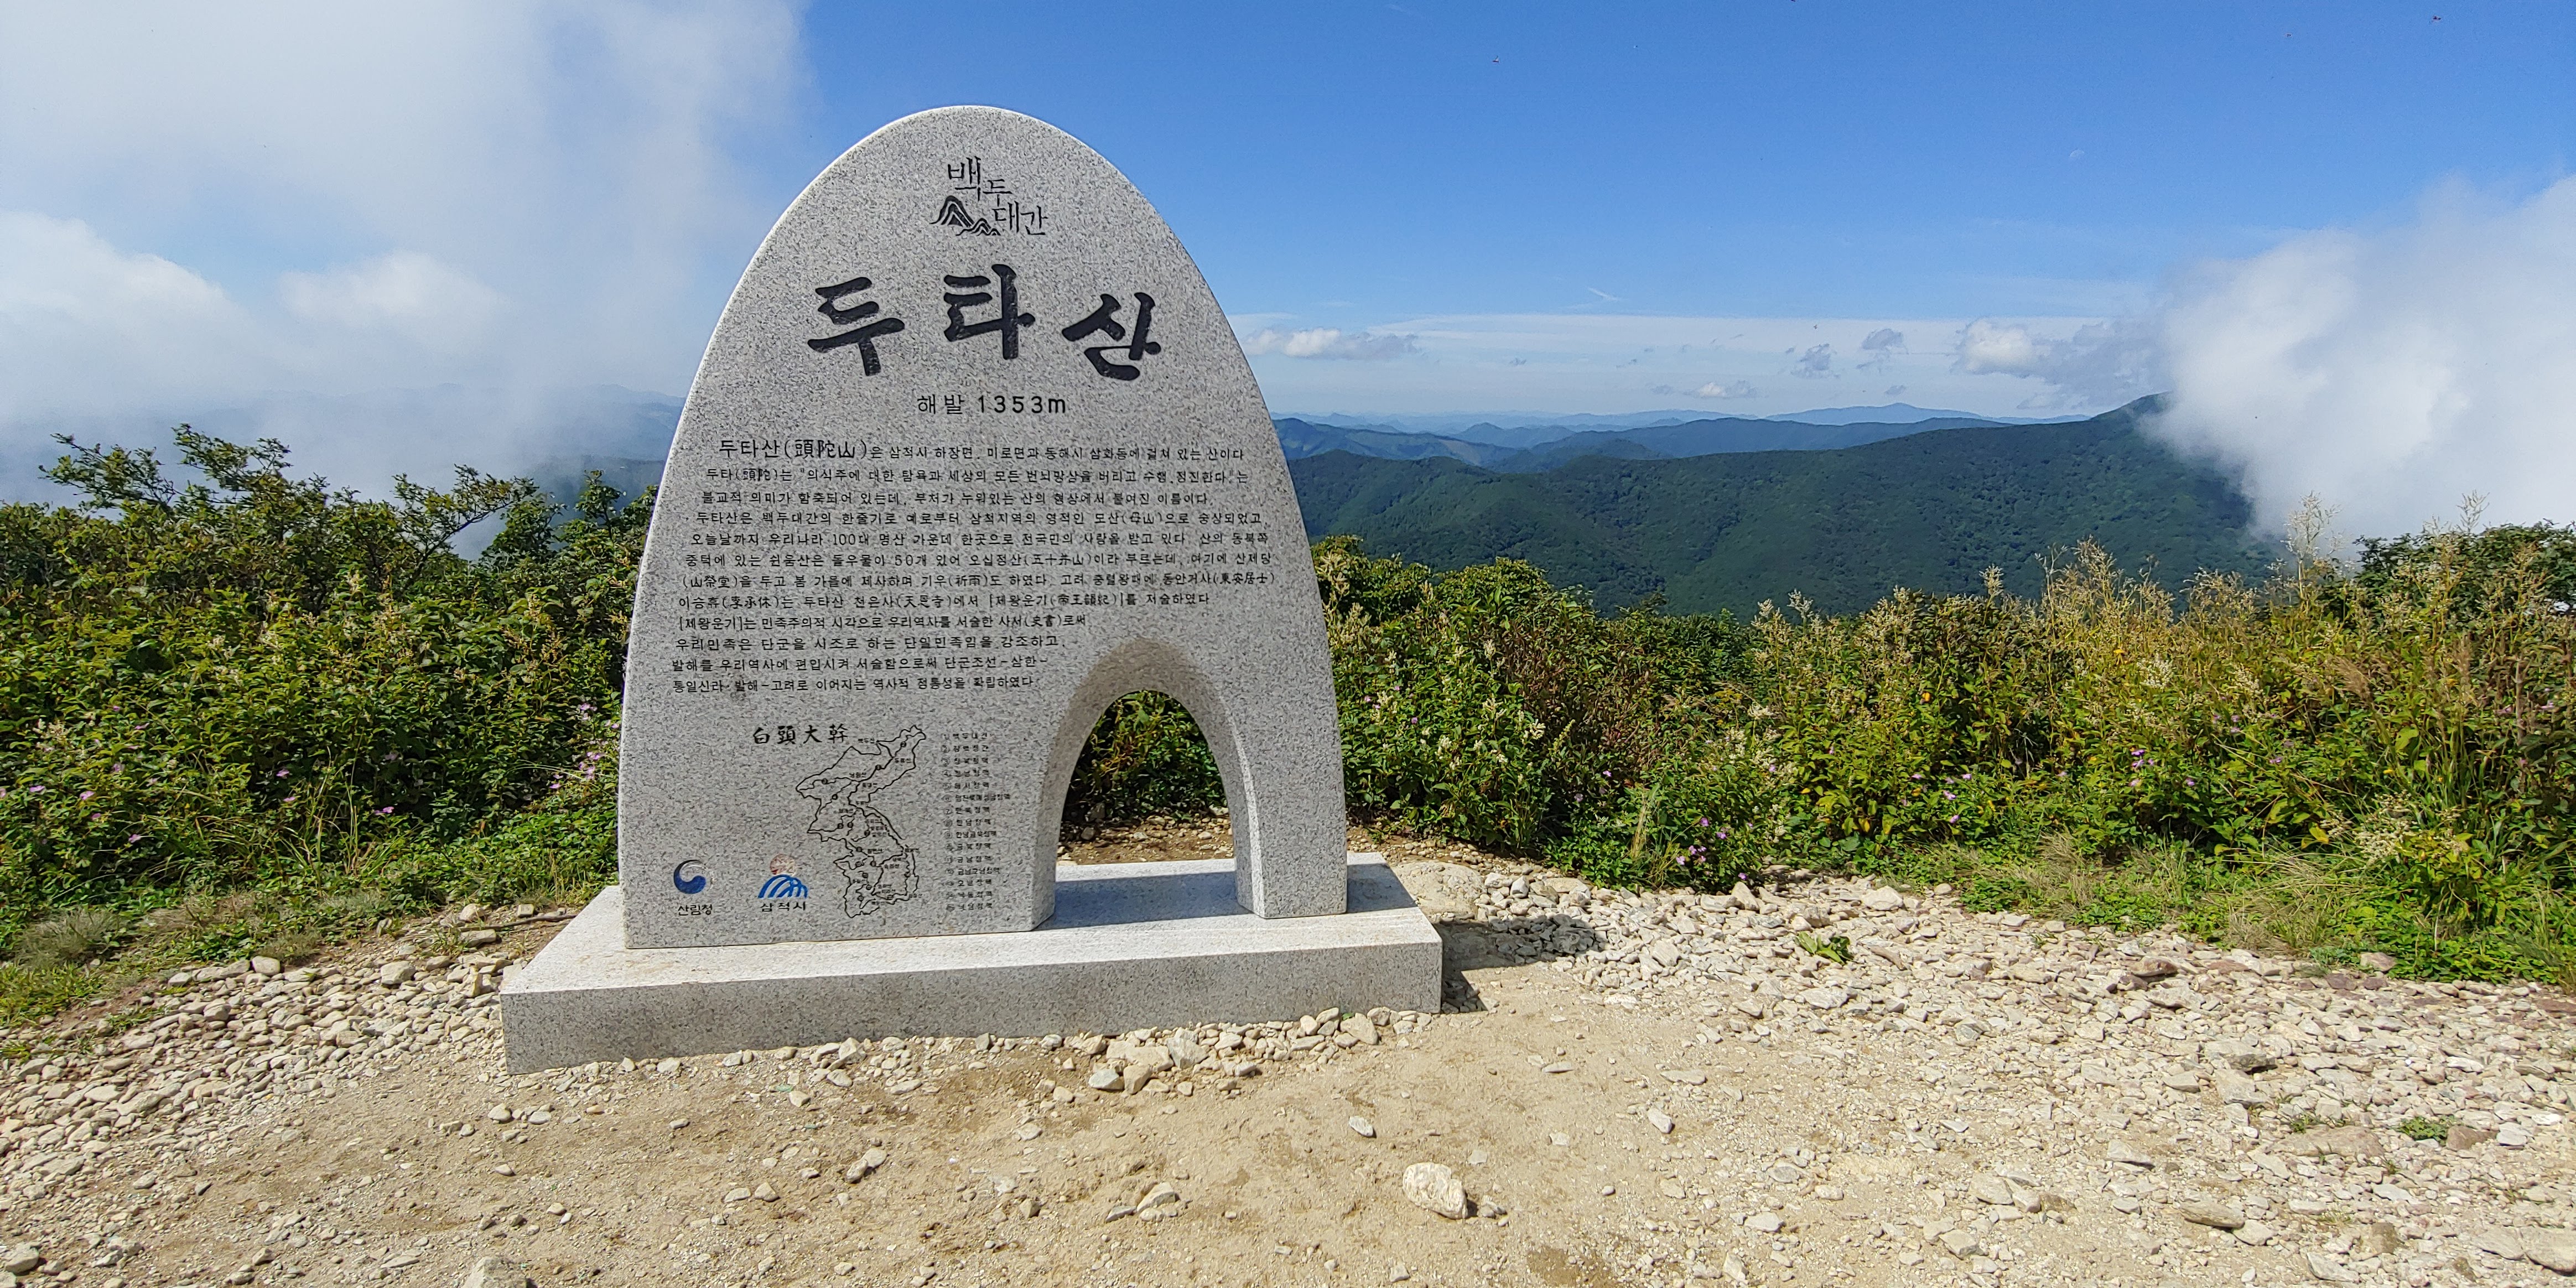 백두
대간
두타산
해발 1353m
두타산(頭陀山)은 삼척시 하장면, 미로면과 동해시 삼화동에 걸쳐 있는 산이다
두타(頭陀)는 "의식주에 대한 탐욕과 세상의 모든 번뇌망상을 버리고 수행.정진한다."는
불교적 의미가 함축되어 있는데, 부처가 누워있는 산의 형상에서 붙여진 이름이다.
두타산은 백두대간의 한줄기로 예로부터 삼척지역의 영적인 모산(母山)으로 숭상되었고,
오늘날까지 우리나라 100대 명산 가운데 한곳으로 전국민의 사랑을 받고 있다. 산의 동북쪽
중턱에 있는 쉰움산은 돌우물이 50개 있어 오십정산(五十井山)이라 부르는데, 여기에 산제당
(山祭堂)을 두고 봄 가을에 제사하며 기우(祈雨)도 하였다. 고려 충렬왕때에 동안거사(東安居士)
이승휴(李承休)는 두타산 천은사(天恩寺)에서 [제왕운기(帝王韻紀)]를 저술하였다
[제왕운기]는 민족주의적 시각으로 우리역사를 서술한 사서(史書)로써
우리민족은 단군을 시조로 하는 단일민족임을 강조하고,
발해를 우리역사에 편입시켜 서술함으로써 단군조선-삼한-
통일신라·발해-고려로 이어지는 역사적 정통성을 확립하였다
白頭大幹
산림청
삼척시